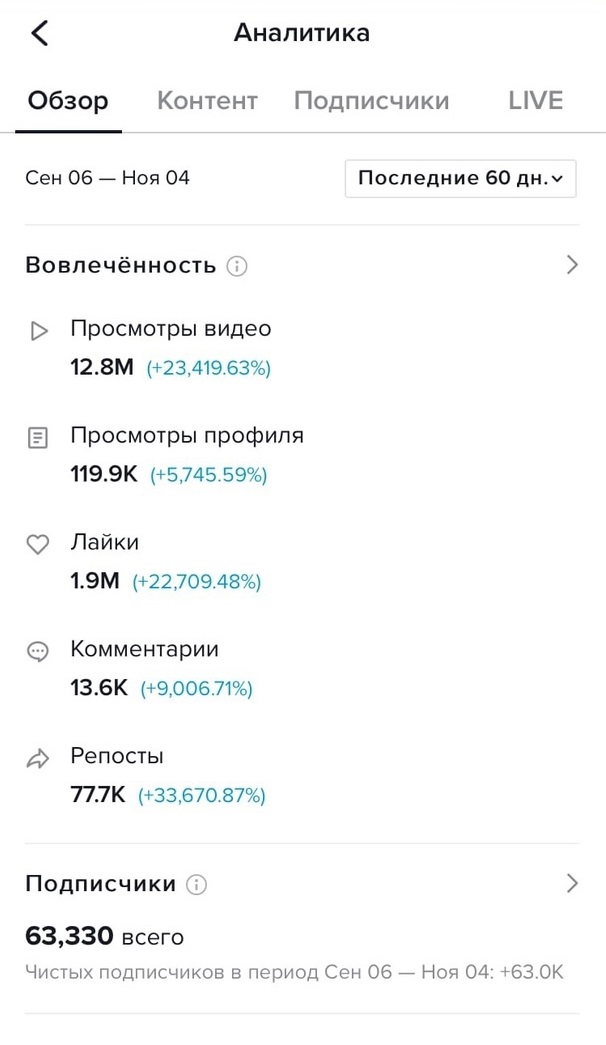 Аналитика
Обзор Контент Подписчики LIVE
Сен 06 — Ноя 04 Последние 60 дн.
Вовлечённость
Просмотры видео
12.8M (+23,419.63%)
Просмотры профиля
119.9K (+5,745.59%)
Лайки
1.9M (+22,709.48%)
Комментарии
13.6K (+9,006.71%)
Репосты
77.7K (+33,670.87%)
Подписчики
63,330 всего
Чистых подписчиков в период Сен 06 — Ноя 04: +63.0K